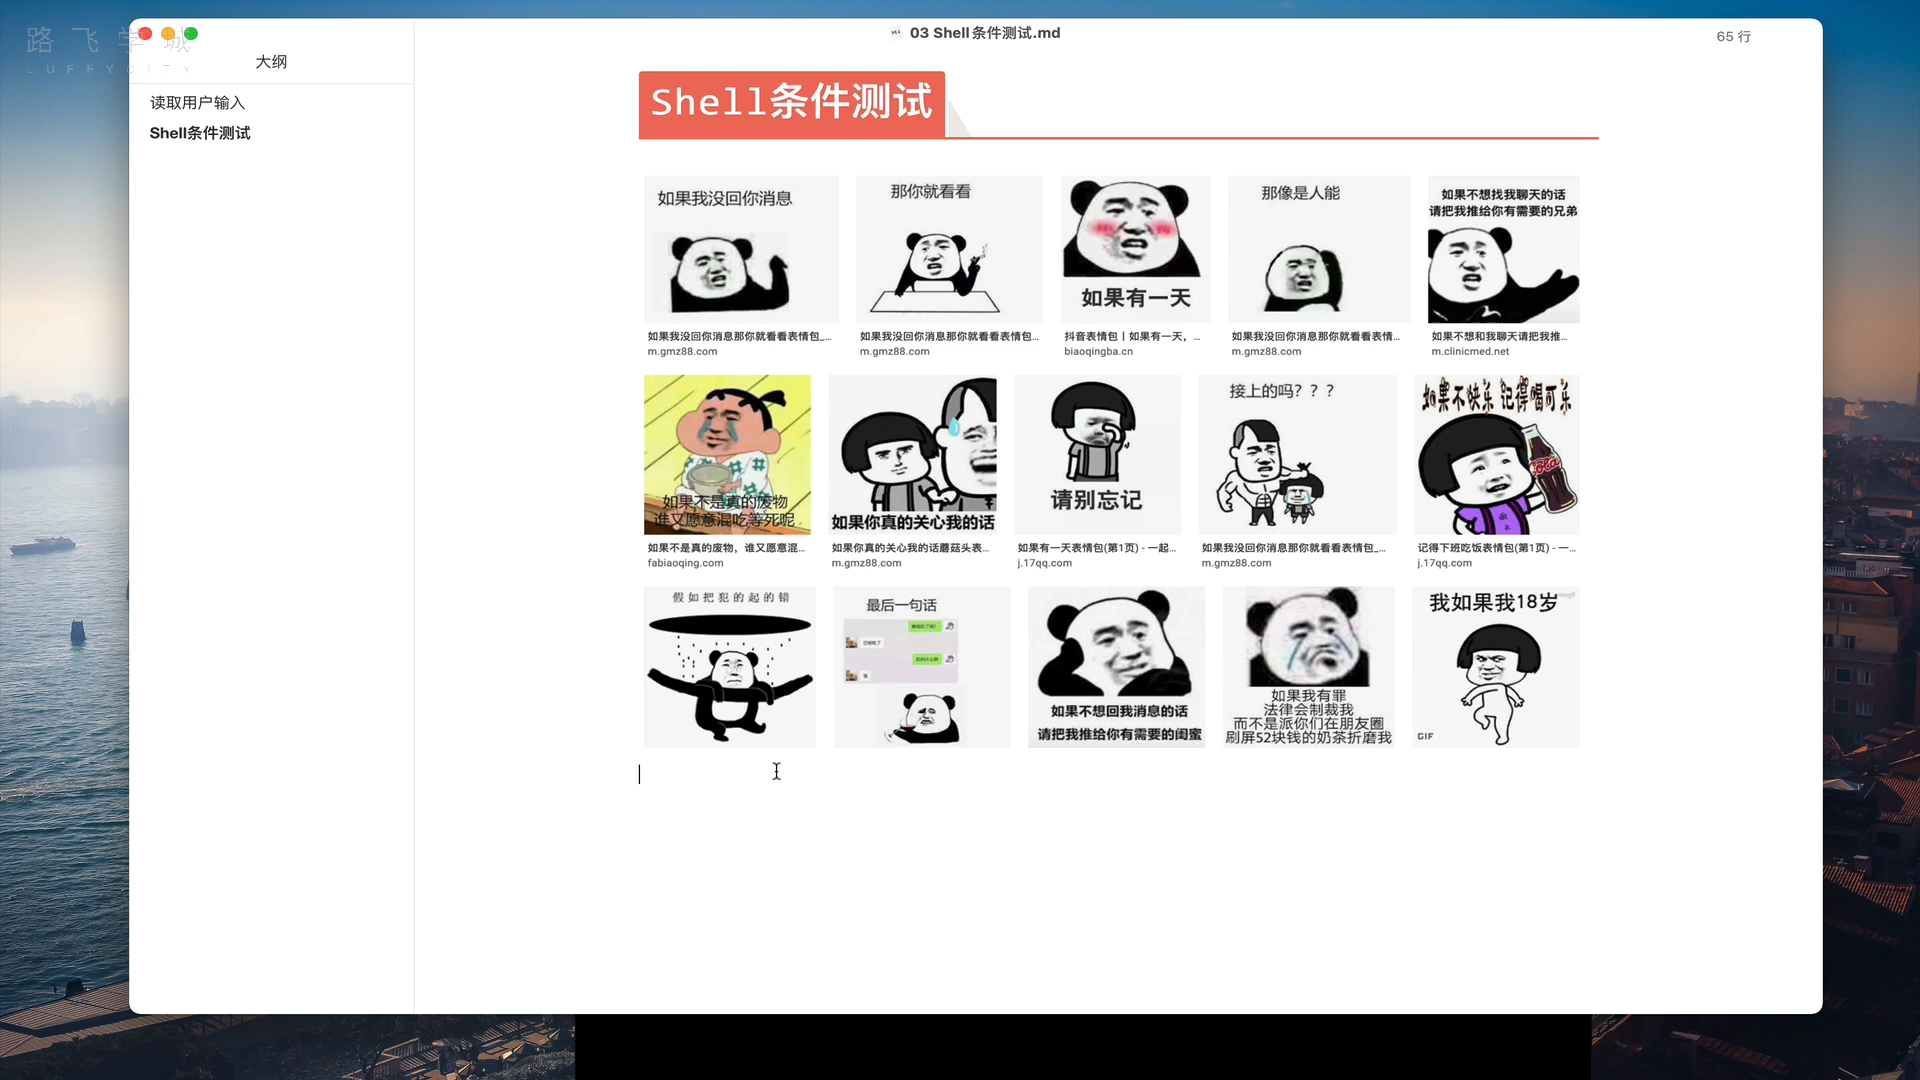 路飞学城
LUFFYCITY
大纲
03 Shell条件测试.md
65 行
读取用户输入
Shell条件测试
Shell条件测试
如果我没回你消息
那你就看看
如果有一天
那像是人能
如果不想找我聊天的话
请把我推给你有需要的兄弟
如果我没回你消息那你就看看表情包_...
m.gmz88.com
如果我没回你消息那你就看看表情包...
m.gmz88.com
抖音表情包丨如果有一天，...
biaoqingba.cn
如果我没回你消息那你就看看表情...
m.gmz88.com
如果不想和我聊天请把我推...
m.clinicmed.net
如果不是真的废物
谁又愿意混吃等死呢
如果你真的关心我的话
请别忘记
接上的吗？？？
如果不快乐 记得喝可乐
如果不是真的废物，谁又愿意混...
fabiaoqing.com
如果你真的关心我的话蘑菇头表...
m.gmz88.com
如果有一天表情包(第1页) - 一起...
j.17qq.com
如果我没回你消息那你就看看表情包_...
m.gmz88.com
记得下班吃饭表情包(第1页) - 一...
j.17qq.com
假如把犯的起的错
最后一句话
如果不想回我消息的话
请把我推给你有需要的闺蜜
如果我有罪
法律会制裁我
而不是派你们在朋友圈
刷屏52块钱的奶茶折磨我
我如果我18岁
GIF